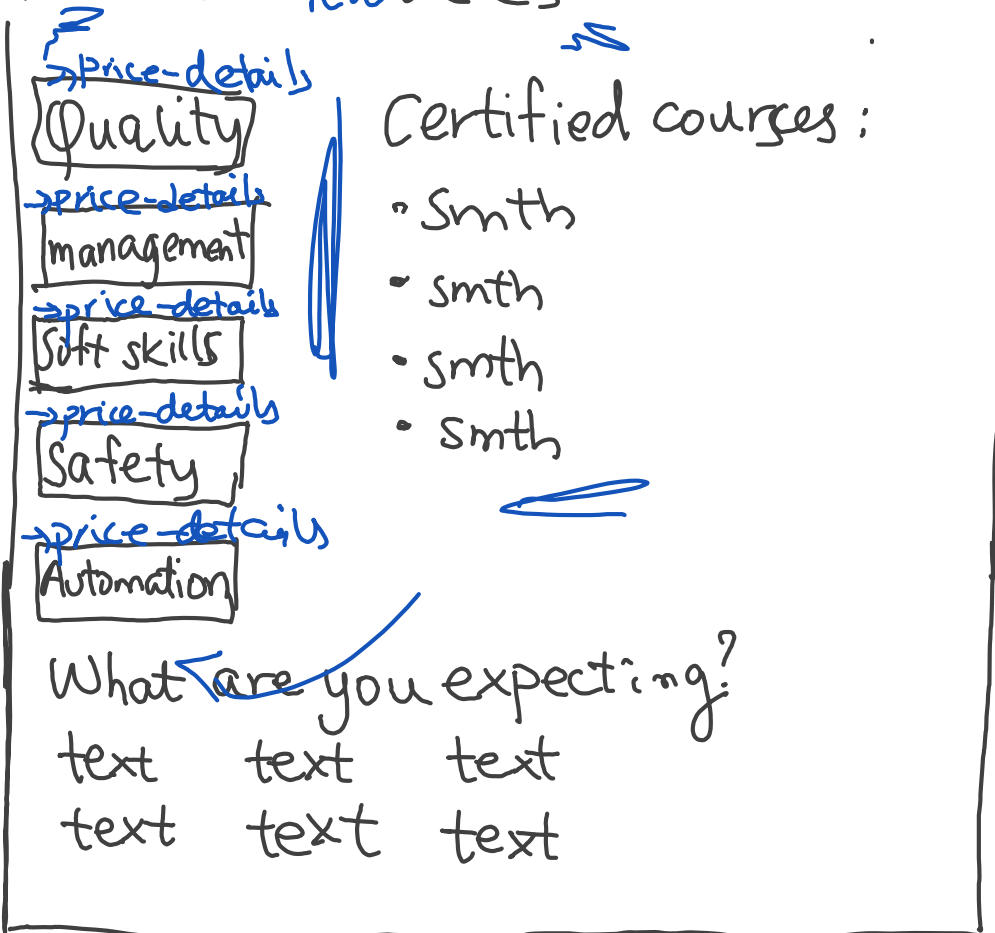 →price-details
Quality
→price-details
management
→price-details
Soft skills
→price-details
Safety
→price-details
Automation
Certified courses:
• Smth
• smth
• smth
• smth
What are you expecting?
text text text
text text text